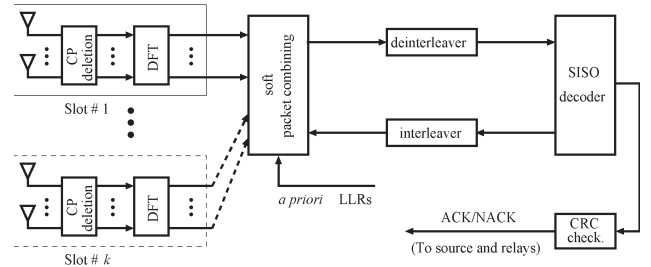 CP
deletion
DFT
Slot # 1
CP
deletion
DFT
Slot # k
soft
packet combining
a priori LLRs
deinterleaver
interleaver
SISO
decoder
ACK/NACK
(To source and relays)
CRC
check.